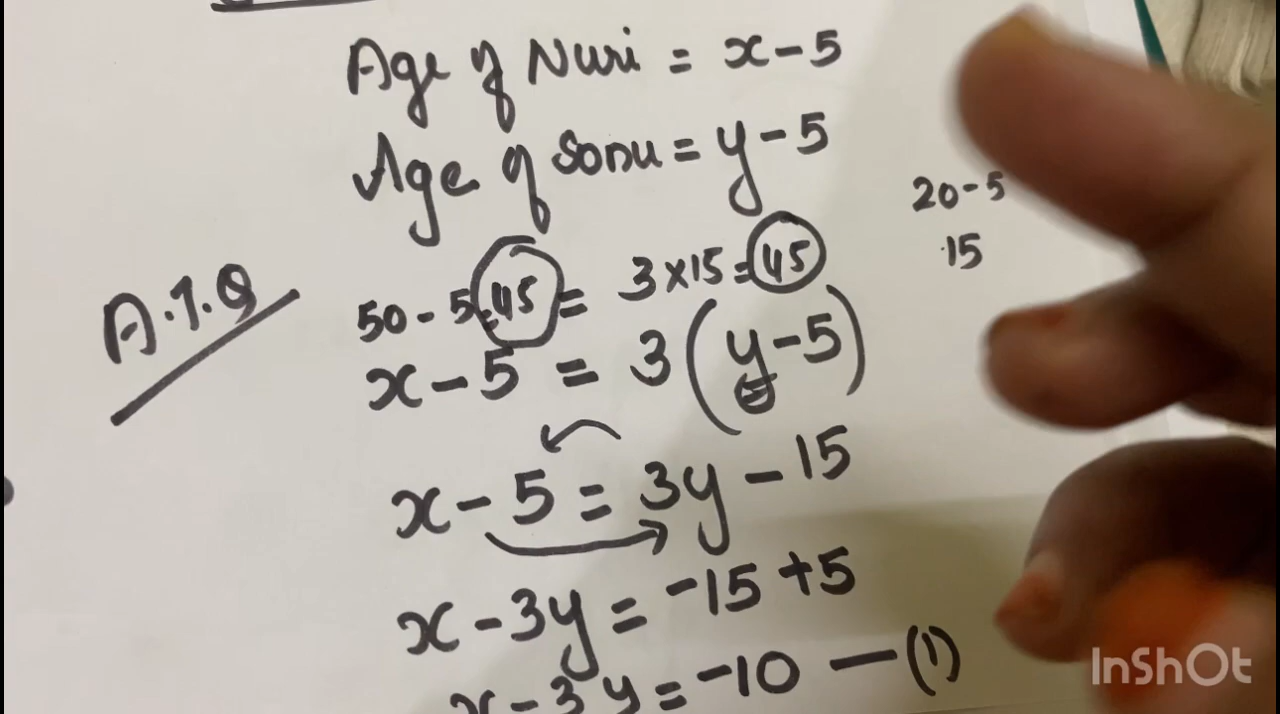 Age of Nuri = x - 5
Age of Sonu = y - 5
20 - 5
15
A.T.Q
50 - 5 = 45 = 3 × 15 = 45
x - 5 = 3 (y - 5)
x - 5 = 3y - 15
x - 3y = -15 + 5
x - 3y = -10 — (1)
InShOt